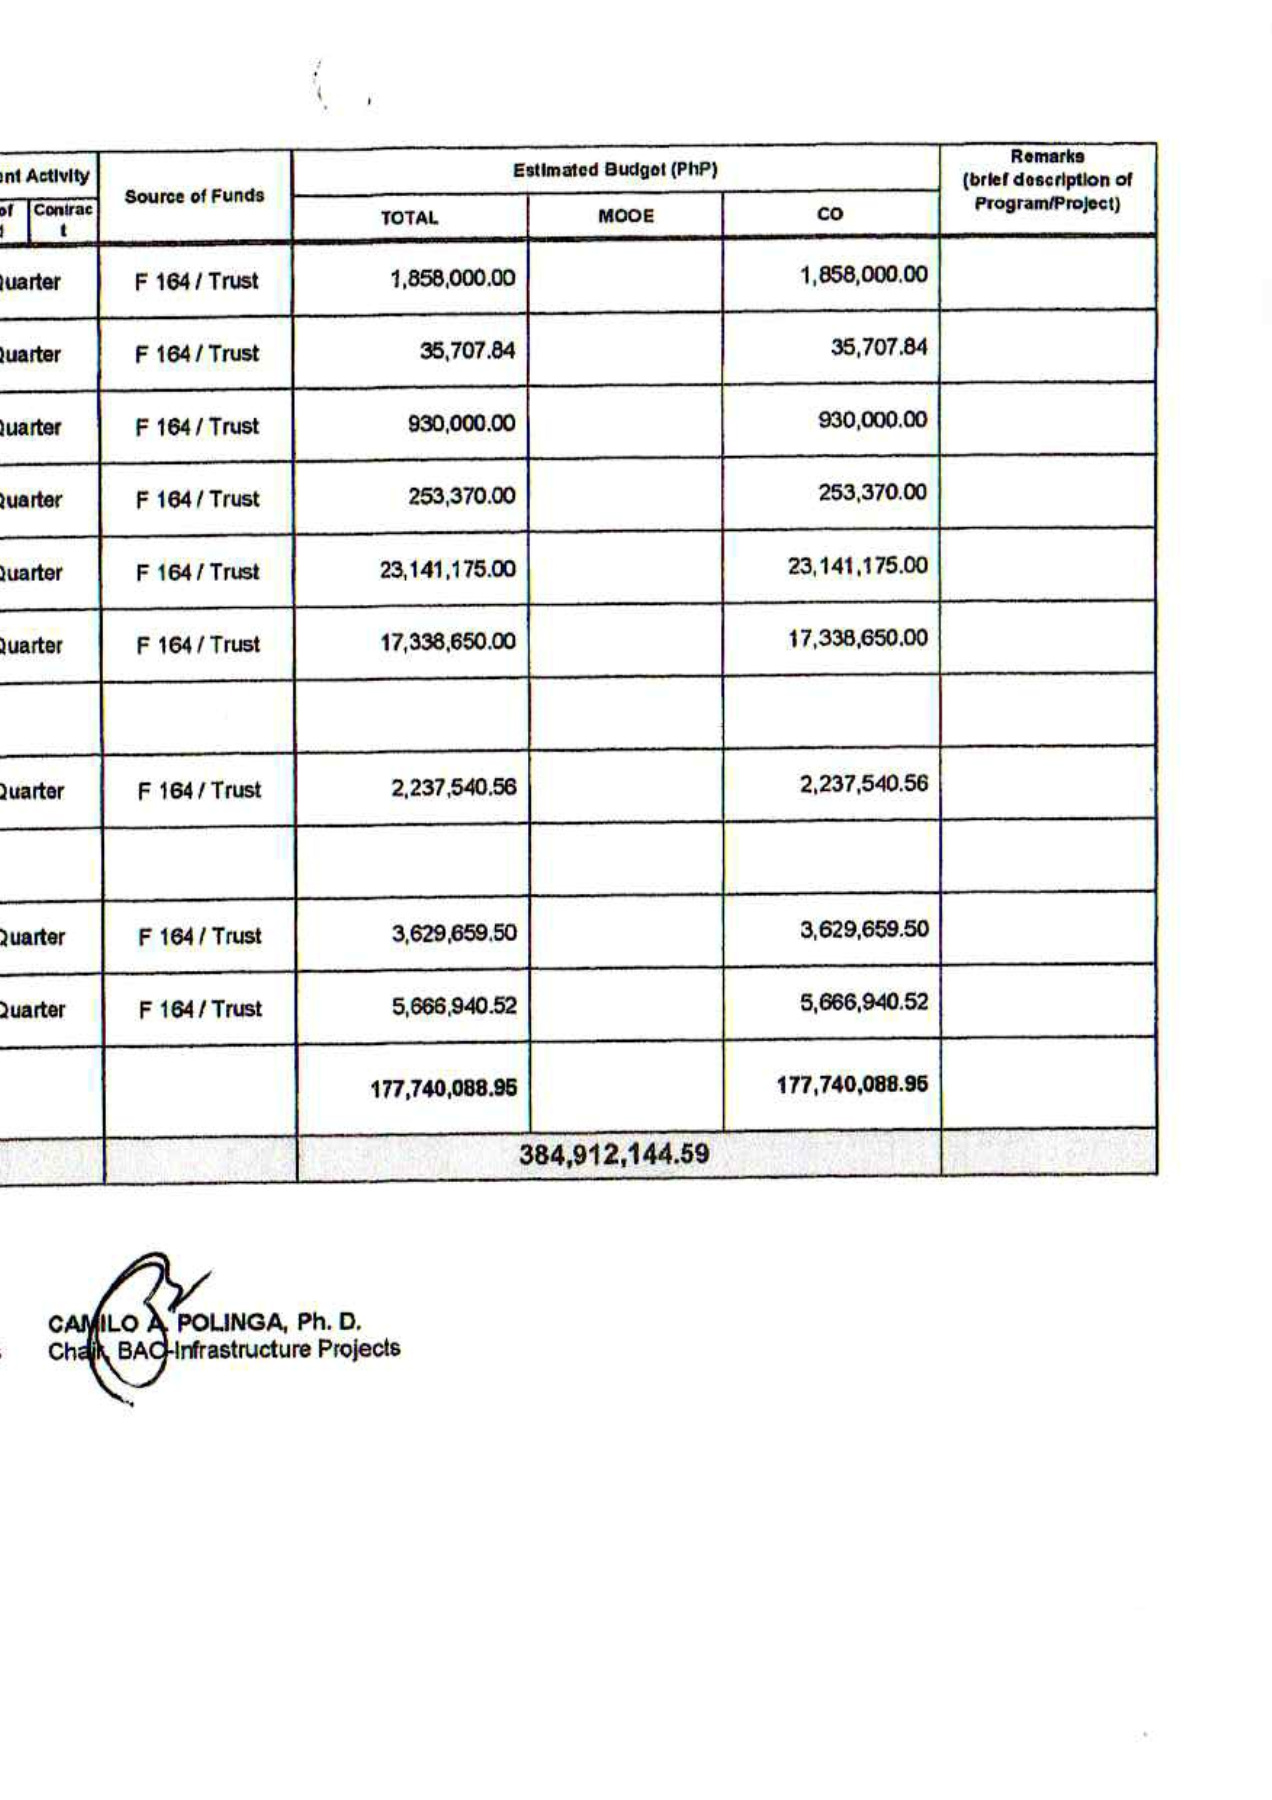 ent Activity
Source of Funds
Estimated Budget (PhP)
Remarks
(brief description of
Program/Project)
of
Contrac
t
TOTAL
MOOE
CO
Quarter F 164 / Trust 1,858,000.00 1,858,000.00
Quarter F 164 / Trust 35,707.84 35,707.84
Quarter F 164 / Trust 930,000.00 930,000.00
Quarter F 164 / Trust 253,370.00 253,370.00
Quarter F 164 / Trust 23,141,175.00 23,141,175.00
Quarter F 164 / Trust 17,338,650.00 17,338,650.00
Quarter F 164 / Trust 2,237,540.56 2,237,540.56
Quarter F 164 / Trust 3,629,659.50 3,629,659.50
Quarter F 164 / Trust 5,666,940.52 5,666,940.52
177,740,088.95 177,740,088.95
384,912,144.59
CAMILO A. POLINGA, Ph. D.
Chair, BAC-Infrastructure Projects